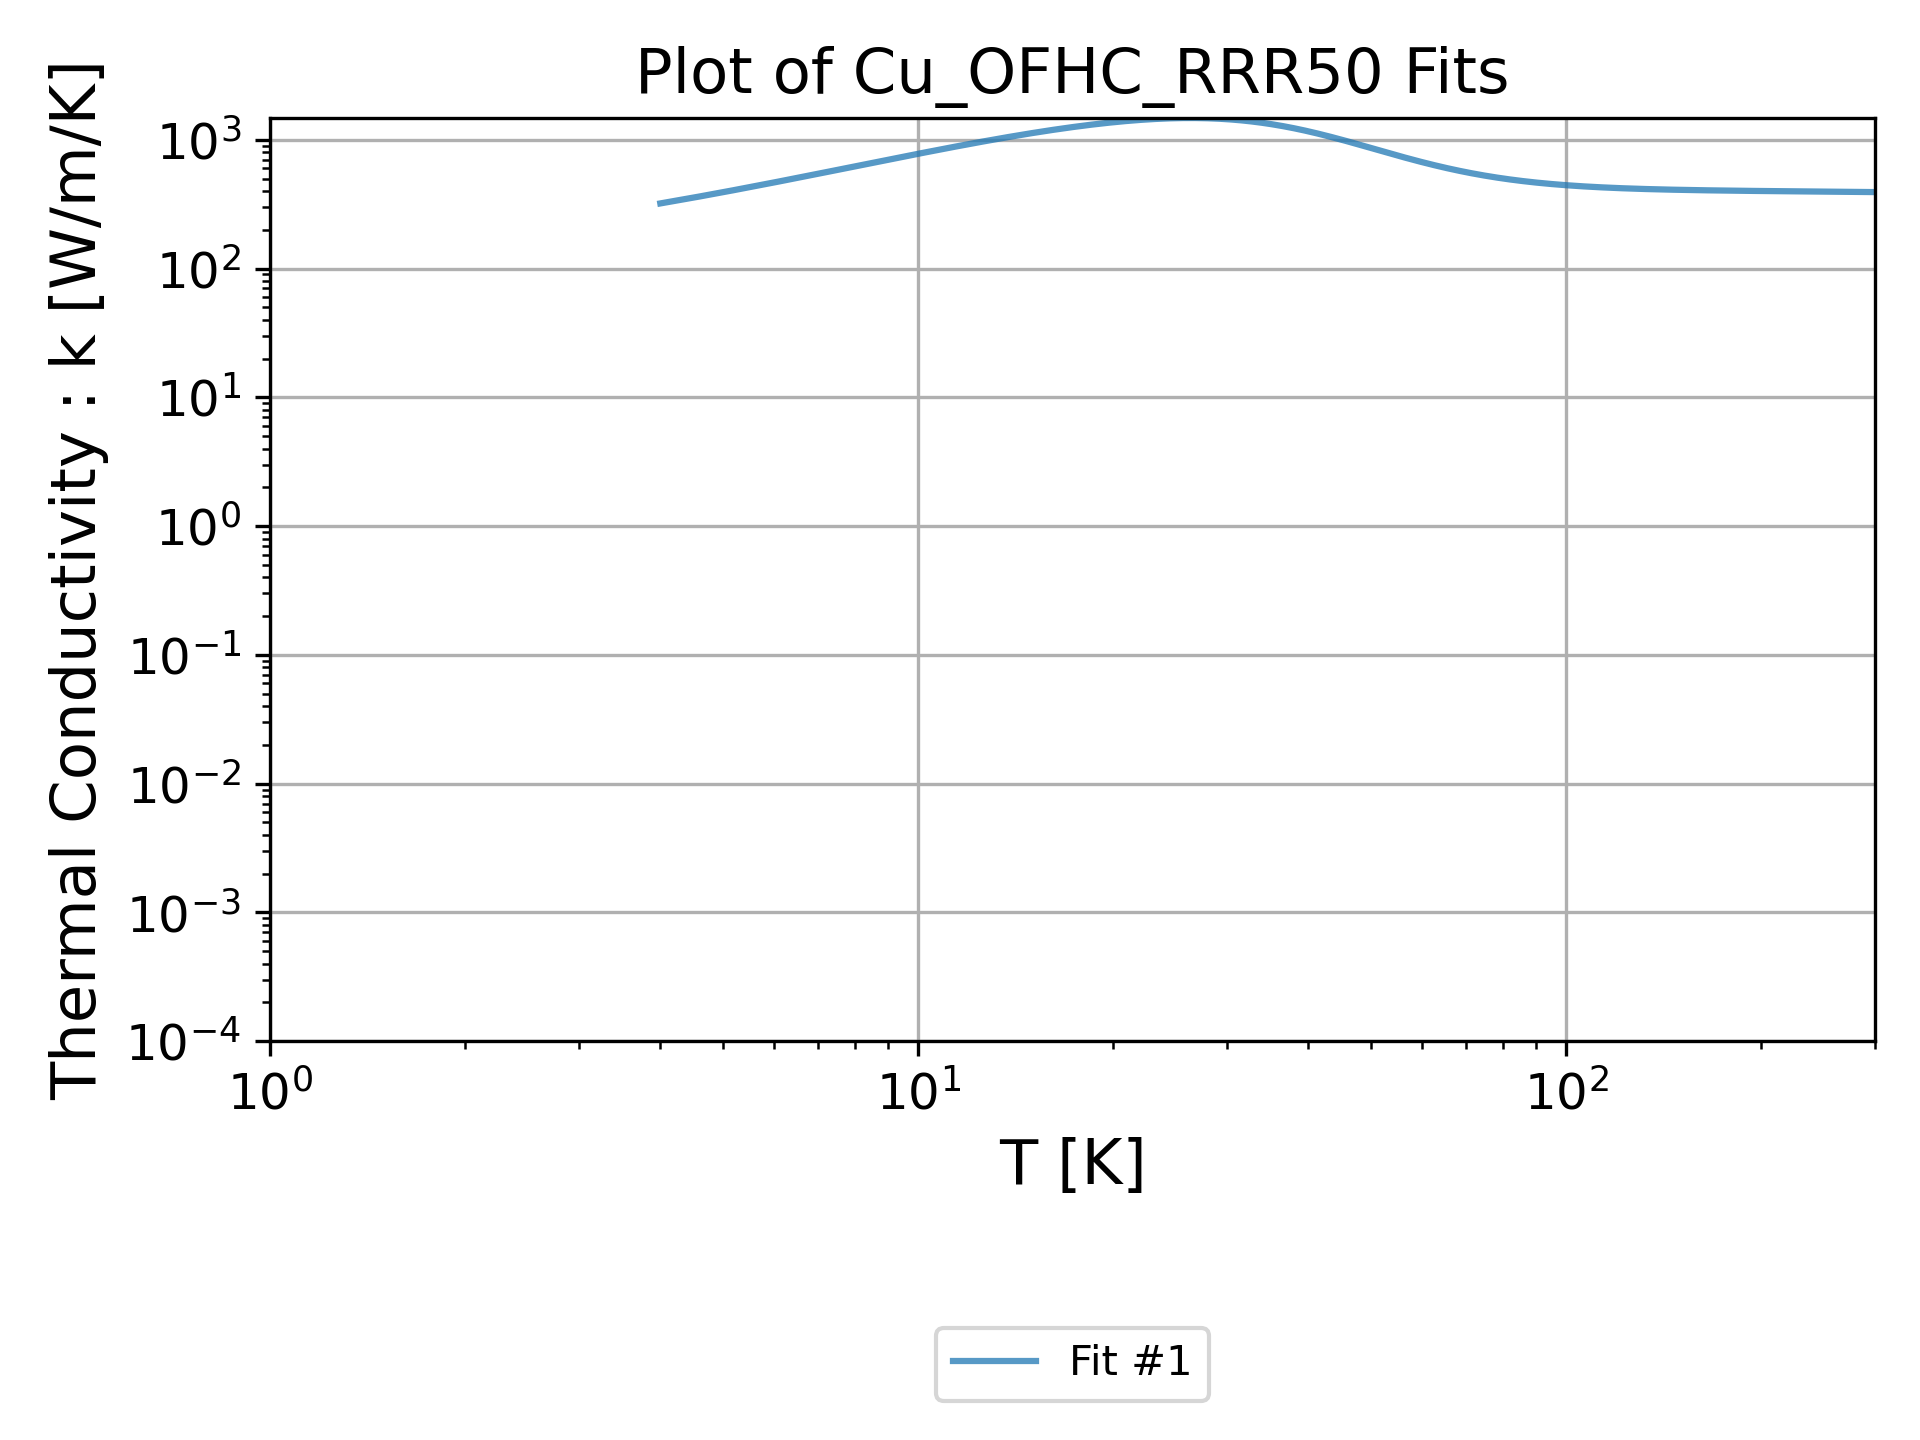 Plot of Cu_OFHC_RRR50 Fits
Thermal Conductivity : k [W/m/K]
10³
10²
10¹
10⁰
10⁻¹
10⁻²
10⁻³
10⁻⁴
10⁰ 10¹ 10²
T [K]
Fit #1